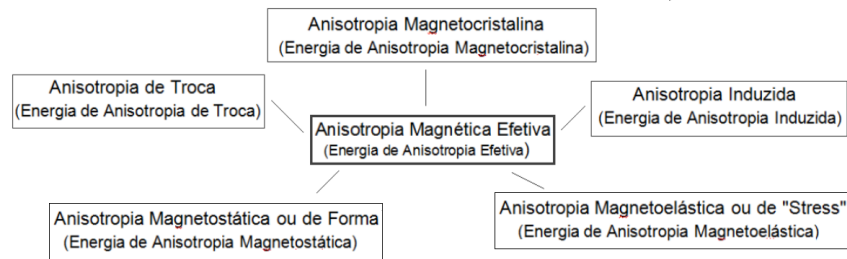 Anisotropia Magnetocristalina
(Energia de Anisotropia Magnetocristalina)
Anisotropia de Troca
(Energia de Anisotropia de Troca)
Anisotropia Induzida
(Energia de Anisotropia Induzida)
Anisotropia Magnética Efetiva
(Energia de Anisotropia Efetiva)
Anisotropia Magnetostática ou de Forma
(Energia de Anisotropia Magnetostática)
Anisotropia Magnetoelástica ou de "Stress"
(Energia de Anisotropia Magnetoelástica)